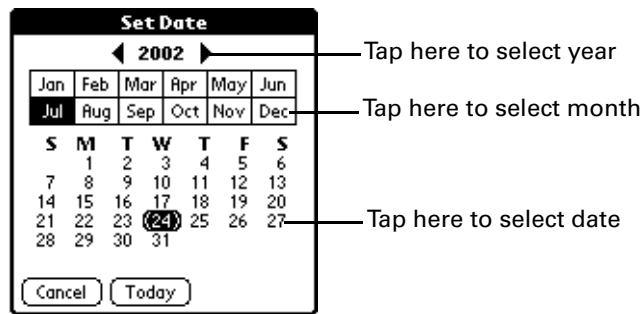 Set Date
2002
Tap here to select year
Jan Feb Mar Apr May Jun
Jul Aug Sep Oct Nov Dec
Tap here to select month
S M T W T F S
1 2 3 4 5 6
7 8 9 10 11 12 13
14 15 16 17 18 19 20
21 22 23 24 25 26 27
Tap here to select date
28 29 30 31
Cancel Today